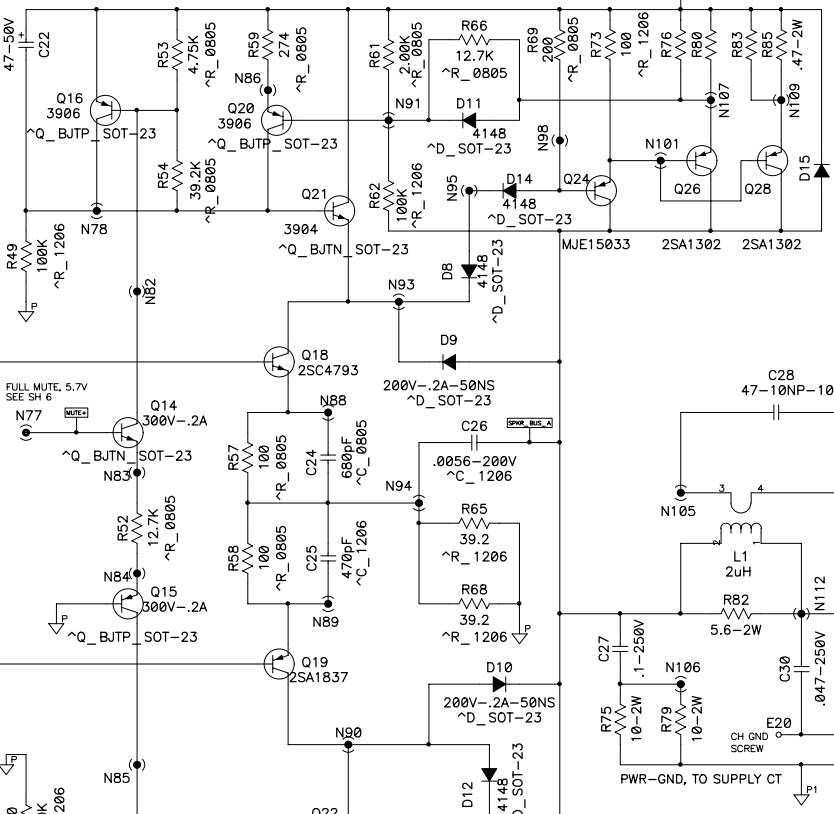 47-50V
+
C22
R53
4.75K
^R_0805
R59
274
^R_0805
R61
2.00K
^R_0805
R66
12.7K
^R_0805
R69
200
^R_0805
R73
100
^R_1206
R76
R80
R83
R85
.47-2W
N86
Q16
3906
^Q_BJTP_SOT-23
Q20
3906
^Q_BJTP_SOT-23
N91
D11
4148
^D_SOT-23
N98
N107
N109
N101
R54
39.2K
^R_0805
R62
100K
^R_1206
N95
D14
4148
^D_SOT-23
Q24
MJE15033
Q26
2SA1302
Q28
2SA1302
D15
Q21
3904
^Q_BJTN_SOT-23
N78
R49
100K
^R_1206
P
N82
D8
4148
^D_SOT-23
N93
D9
200V-.2A-50NS
^D_SOT-23
Q18
2SC4793
FULL MUTE, 5.7V
SEE SH 6
N77
MUTE+
Q14
300V-.2A
^Q_BJTN_SOT-23
N83
N88
R57
100
^R_0805
C24
680pF
^C_0805
C26
.0056-200V
^C_1206
SPKR_BUS_A
N94
C28
47-10NP-10
3
4
N105
2
1
L1
2uH
R52
12.7K
^R_0805
R58
100
^R_0805
C25
470pF
^C_1206
R65
39.2
^R_1206
R68
39.2
^R_1206
P
N84
Q15
300V-.2A
P
^Q_BJTP_SOT-23
N89
R82
5.6-2W
N112
C27
.1-250V
C30
.047-250V
Q19
2SA1837
D10
200V-.2A-50NS
^D_SOT-23
N106
R75
10-2W
R79
10-2W
E20
CH GND
SCREW
N90
N85
P
D12
4148
D_SOT-23
PWR-GND, TO SUPPLY CT
P1
0K
206
Q22